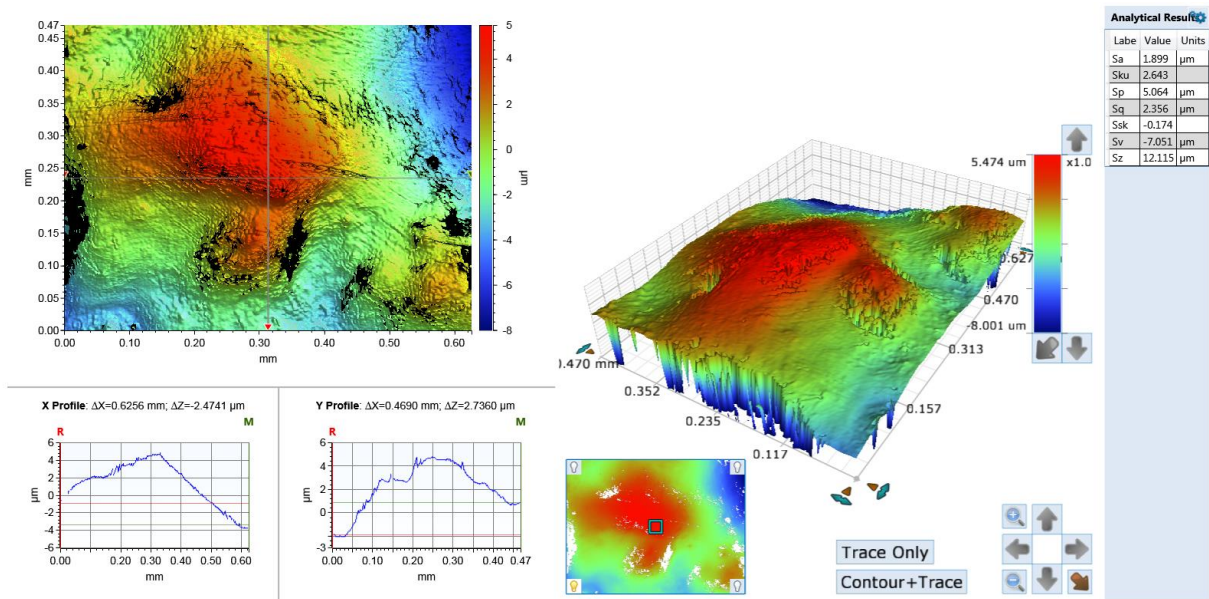 0.47
0.45
0.40
0.35
0.30
0.25
0.20
0.15
0.10
0.05
0.00
mm
0.00 0.10 0.20 0.30 0.40 0.50 0.60
mm
5
4
2
0
-2
-4
-6
-8
µm
X Profile: ΔX=0.6256 mm; ΔZ=-2.4741 µm
R
M
6
4
2
0
-2
-4
-6
µm
0.00 0.10 0.20 0.30 0.40 0.50 0.62
mm
Y Profile: ΔX=0.4690 mm; ΔZ=2.7360 µm
R
M
6
4
2
0
-3
µm
0.00 0.10 0.20 0.30 0.40 0.47
mm
5.474 um
x1.0
-8.001 um
0.627
0.470
0.313
0.157
0.470 mm
0.352
0.235
0.117
Trace Only
Contour+Trace
Analytical Results
Labe Value Units
Sa 1.899 µm
Sku 2.643
Sp 5.064 µm
Sq 2.356 µm
Ssk -0.174
Sv -7.051 µm
Sz 12.115 µm